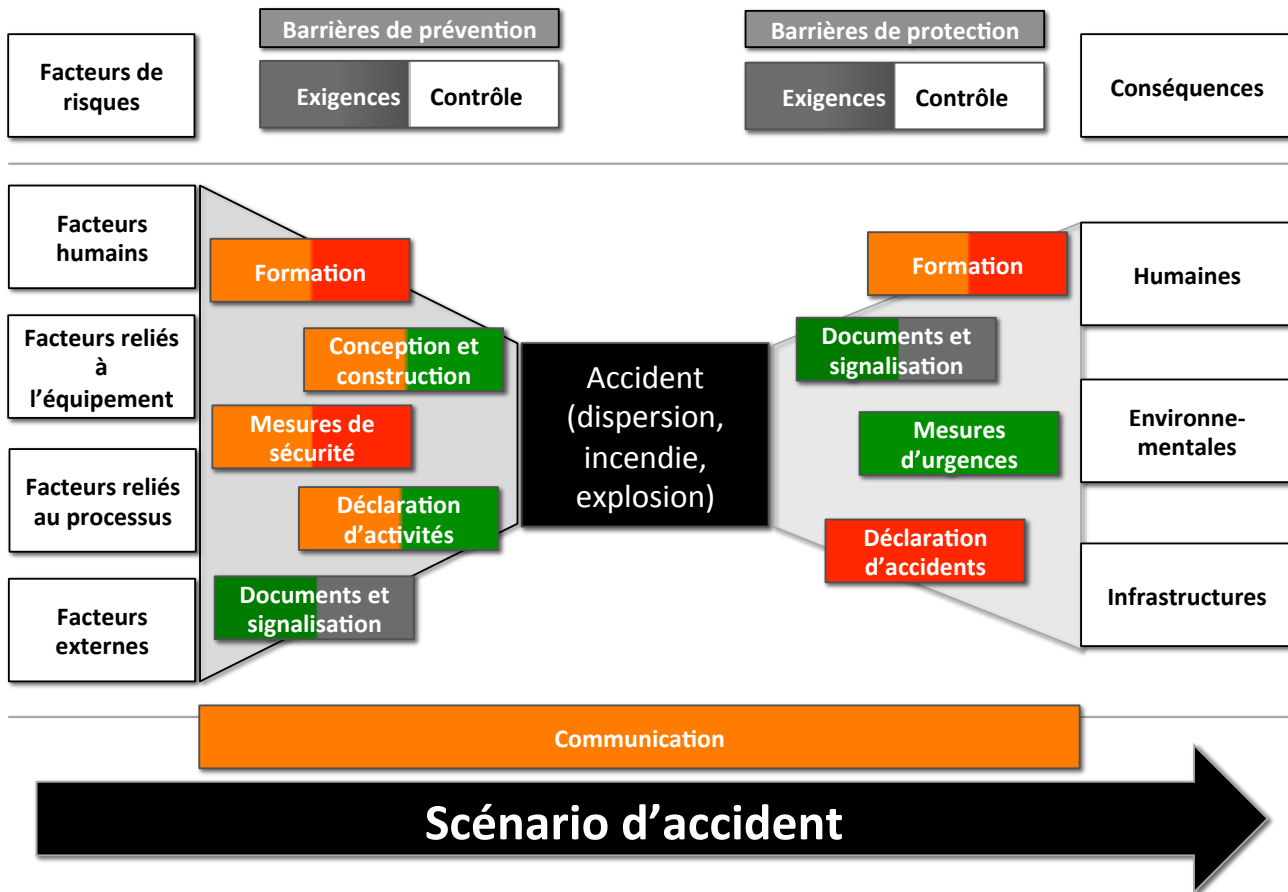 Facteurs de
risques
Barrières de prévention
Exigences Contrôle
Barrières de protection
Exigences Contrôle
Conséquences
Facteurs
humains
Facteurs reliés
à
l’équipement
Facteurs reliés
au processus
Facteurs
externes
Formation
Conception et
construction
Mesures de
sécurité
Déclaration
d’activités
Documents et
signalisation
Accident
(dispersion,
incendie,
explosion)
Formation
Documents et
signalisation
Mesures
d’urgences
Déclaration
d’accidents
Humaines
Environne-
mentales
Infrastructures
Communication
Scénario d’accident